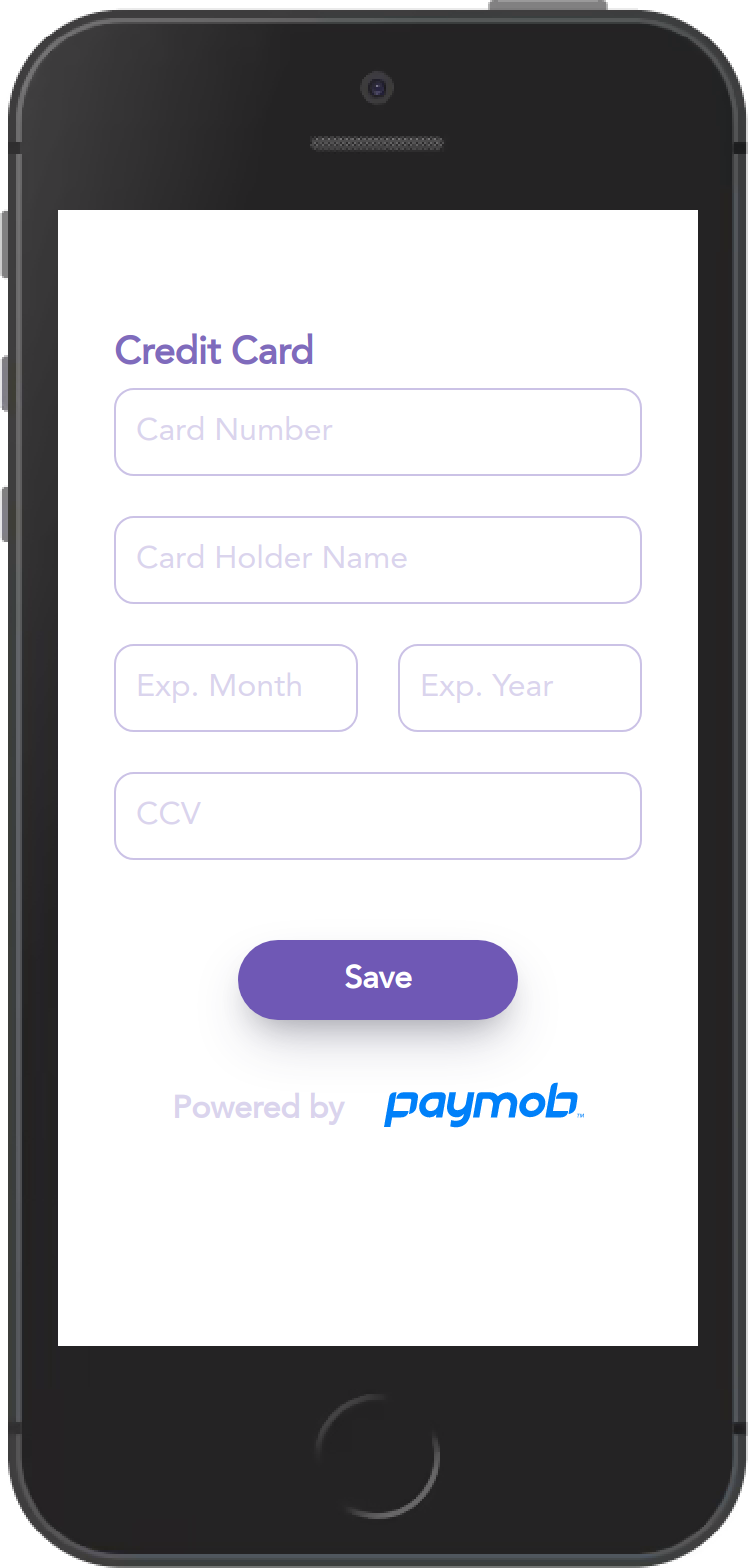 Credit Card
Card Number
Card Holder Name
Exp. Month Exp. Year
CCV
Save
Powered by paymob™